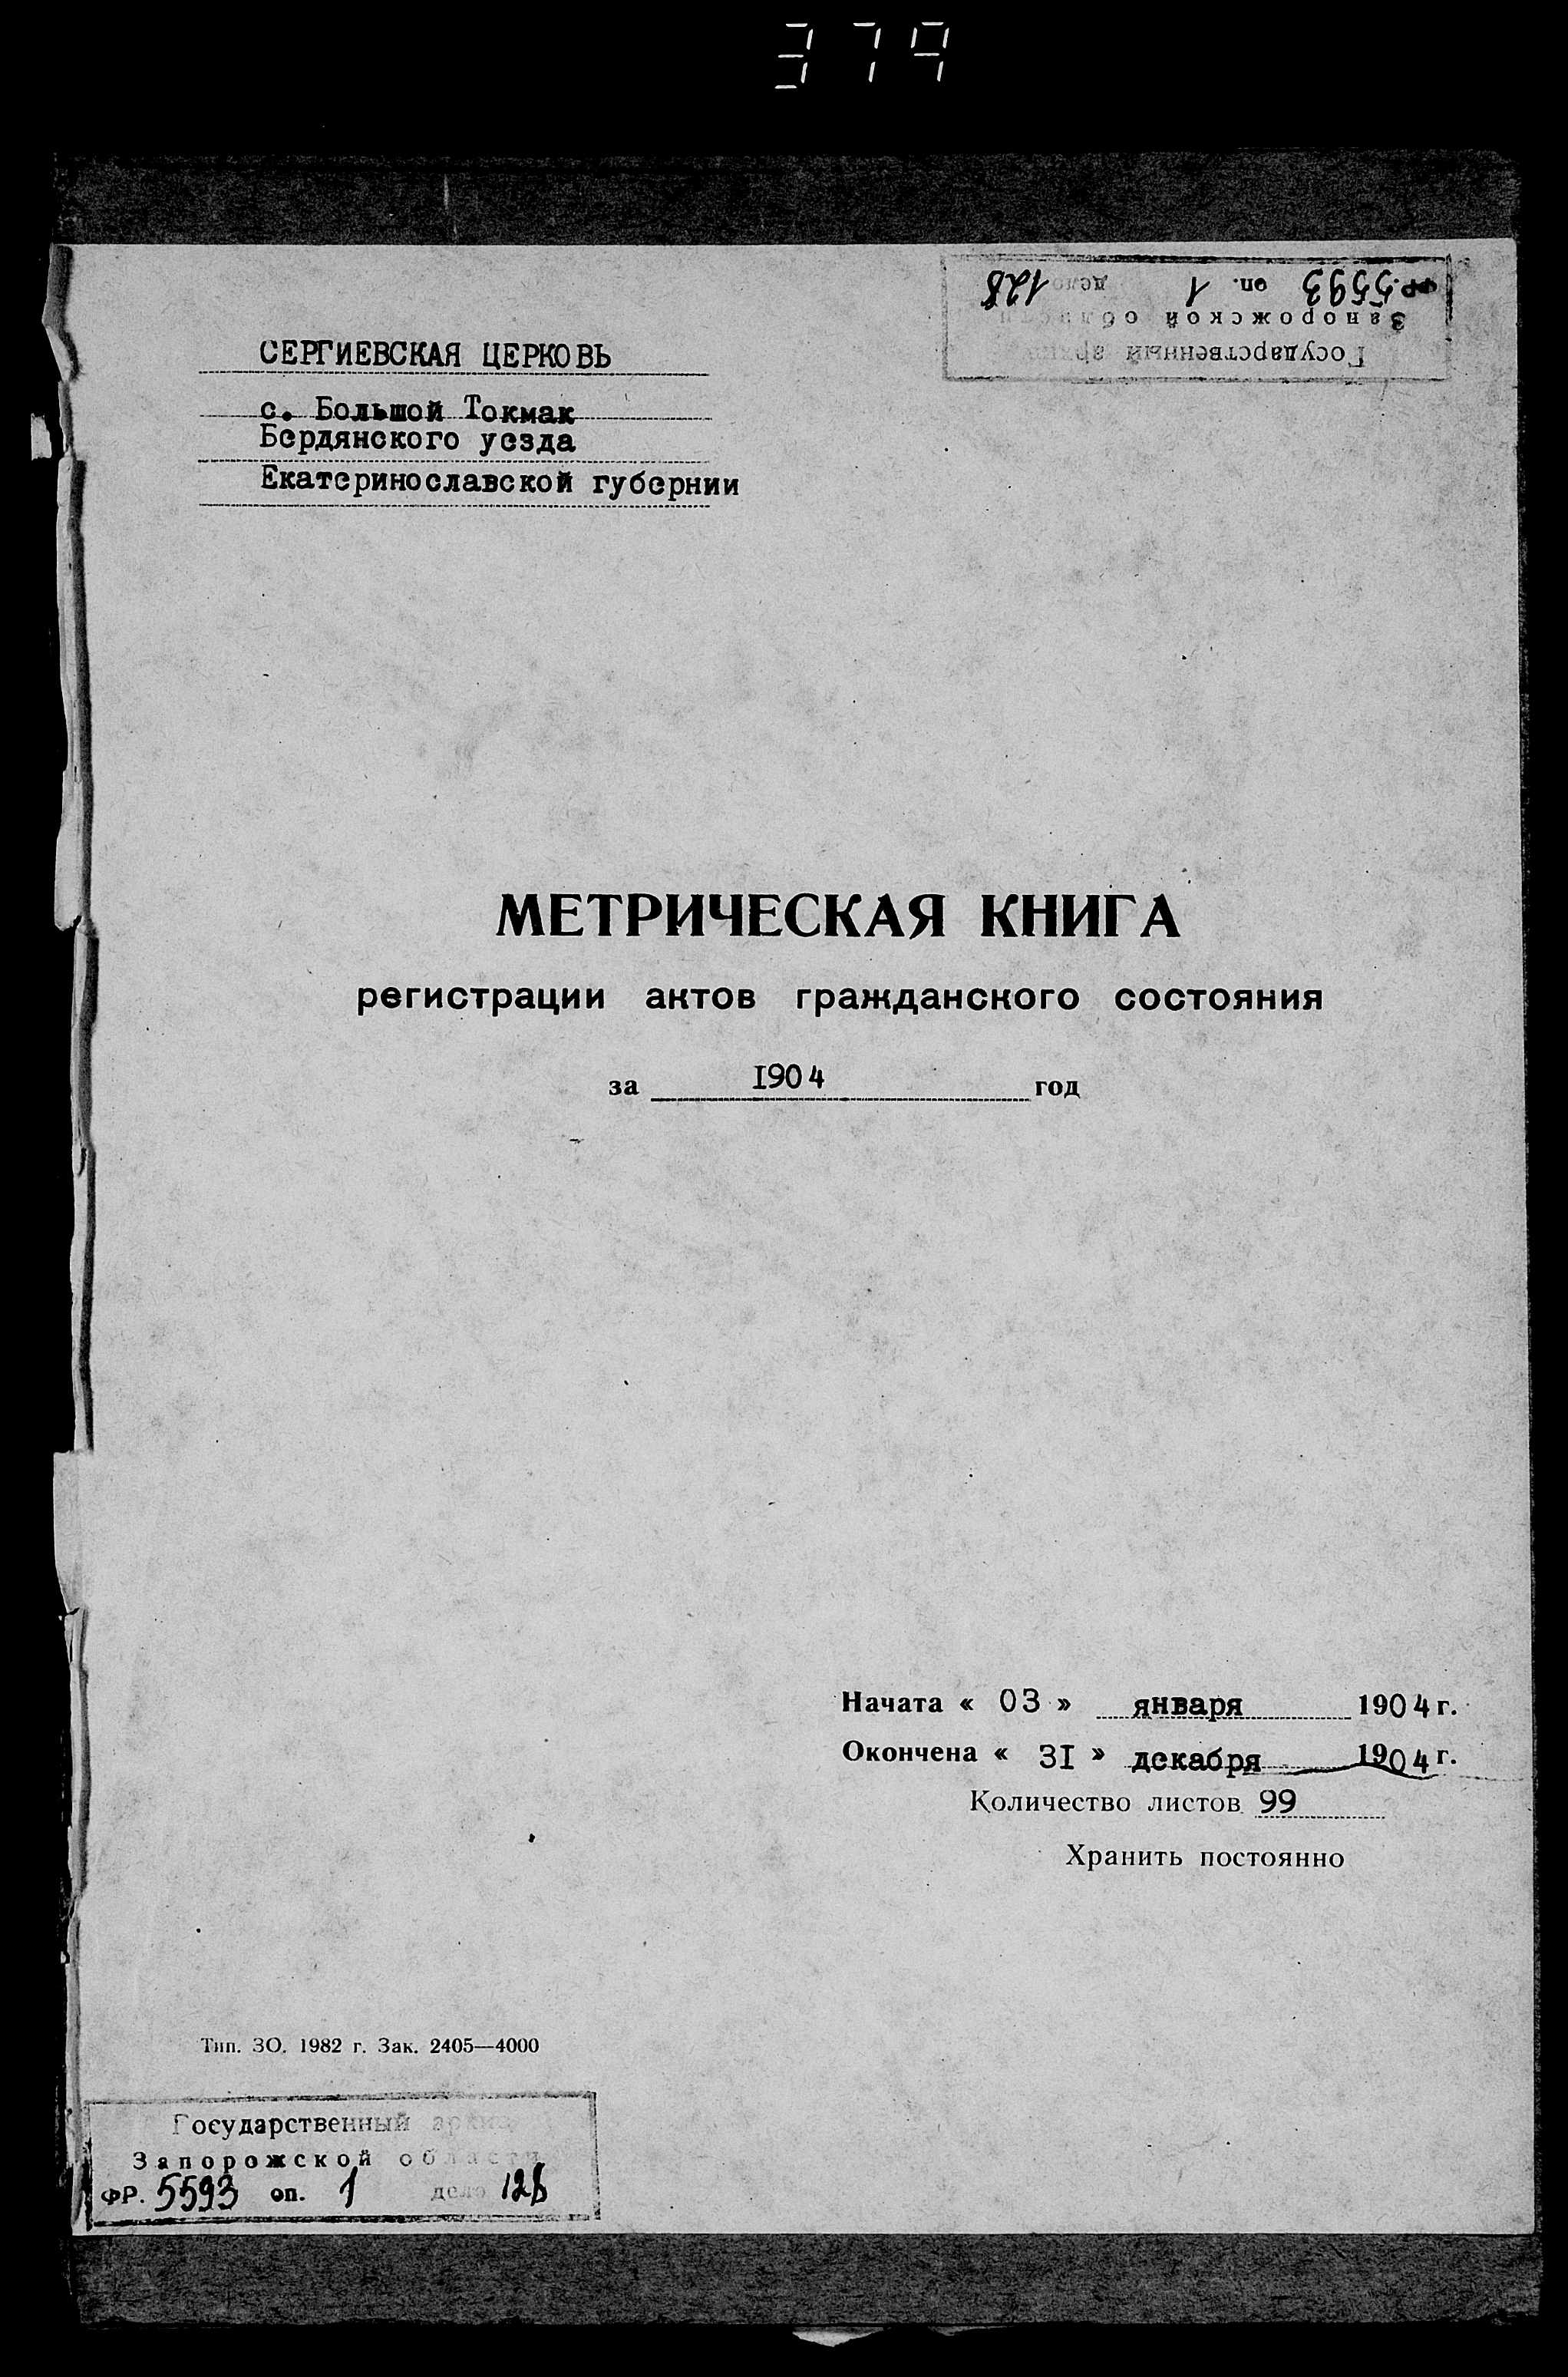 379
ФР. 5593 оп. 1 дело 128
Запорожской области
Государственный архив
СЕРГИЕВСКАЯ ЦЕРКОВЬ
с. Большой Токмак
Бердянского уезда
Екатеринославской губернии
МЕТРИЧЕСКАЯ КНИГА
регистрации актов гражданского состояния
за 1904 год
Начата « 03 » января 1904 г.
Окончена « 31 » декабря 1904 г.
Количество листов 99
Хранить постоянно
Тип. ЗО. 1982 г. Зак. 2405—4000
Государственный архив
Запорожской области
ФР. 5593 оп. 1 дело 128